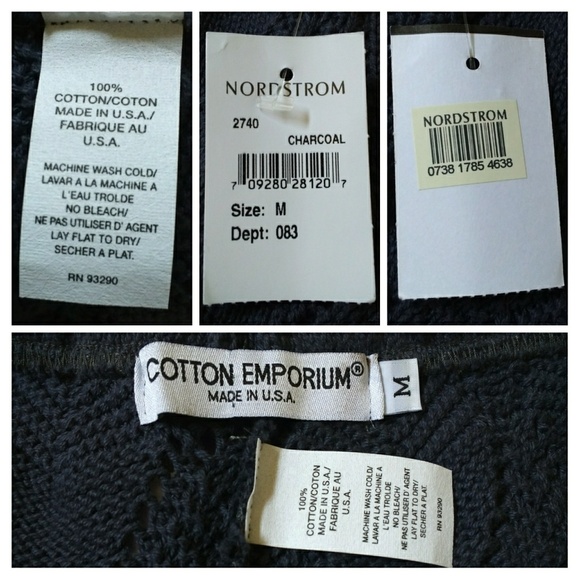 100%
COTTON/COTON
MADE IN U.S.A./
FABRIQUE AU
U.S.A.
MACHINE WASH COLD/
LAVAR A LA MACHINE A
L'EAU TROLDE
NO BLEACH/
NE PAS UTILISER D' AGENT
LAY FLAT TO DRY/
SECHER A PLAT.
RN 93290
NORDSTROM
2740
CHARCOAL
7 09280 28120 7
Size: M
Dept: 083
NORDSTROM
0738 1785 4638
COTTON EMPORIUM®
MADE IN U.S.A.
M
100%
COTTON/COTON
MADE IN U.S.A./
FABRIQUE AU
U.S.A.
MACHINE WASH COLD/
LAVAR A LA MACHINE A
L'EAU TROLDE
NO BLEACH/
NE PAS UTILISER D' AGENT
LAY FLAT TO DRY/
SECHER A PLAT.
RN 93290